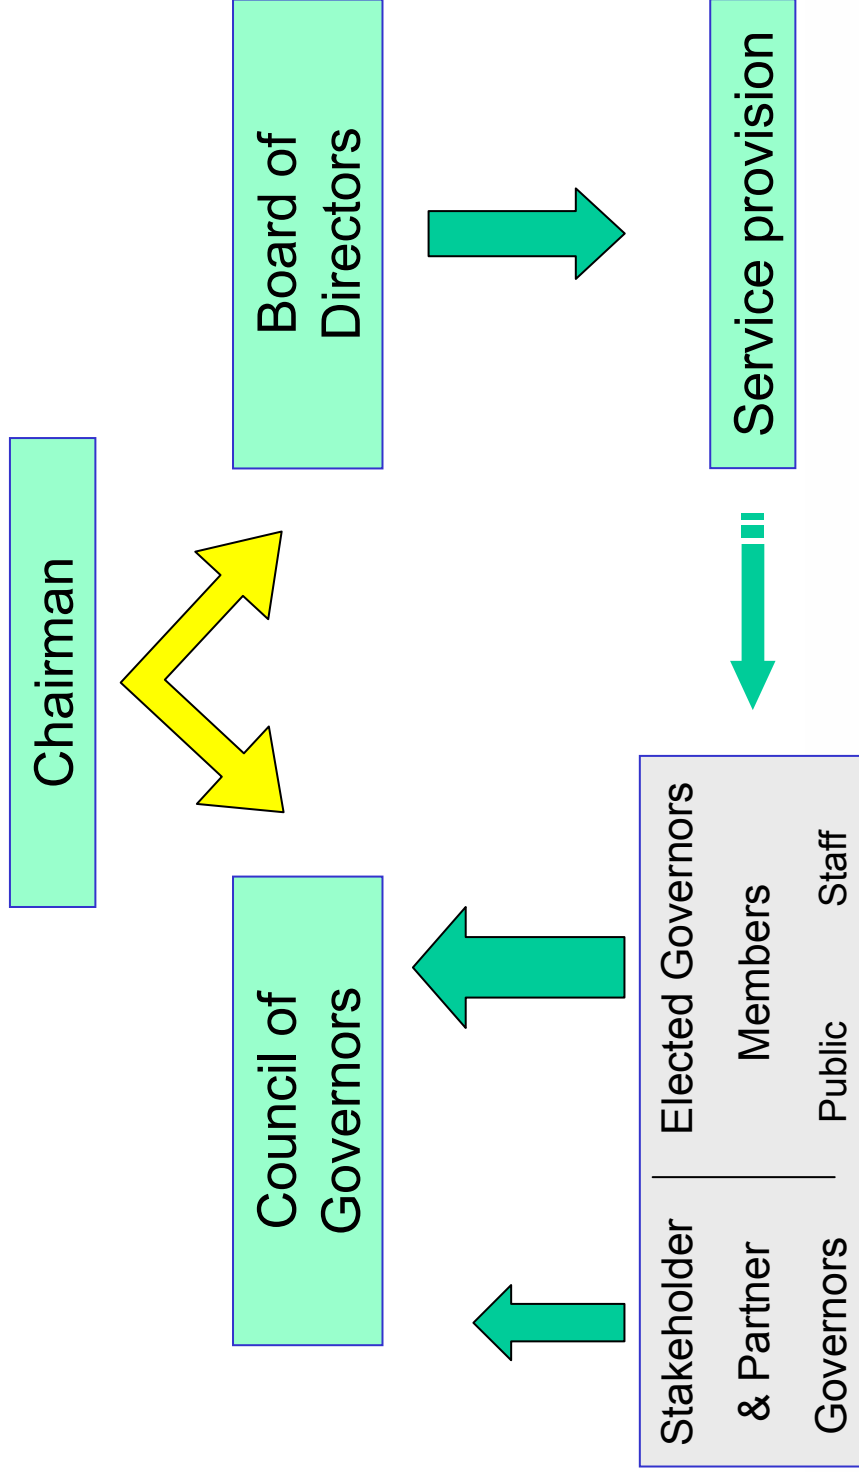 Chairman
Council of
Governors
Board of
Directors
Stakeholder
& Partner
Governors
Elected Governors
Members
Public Staff
Service provision